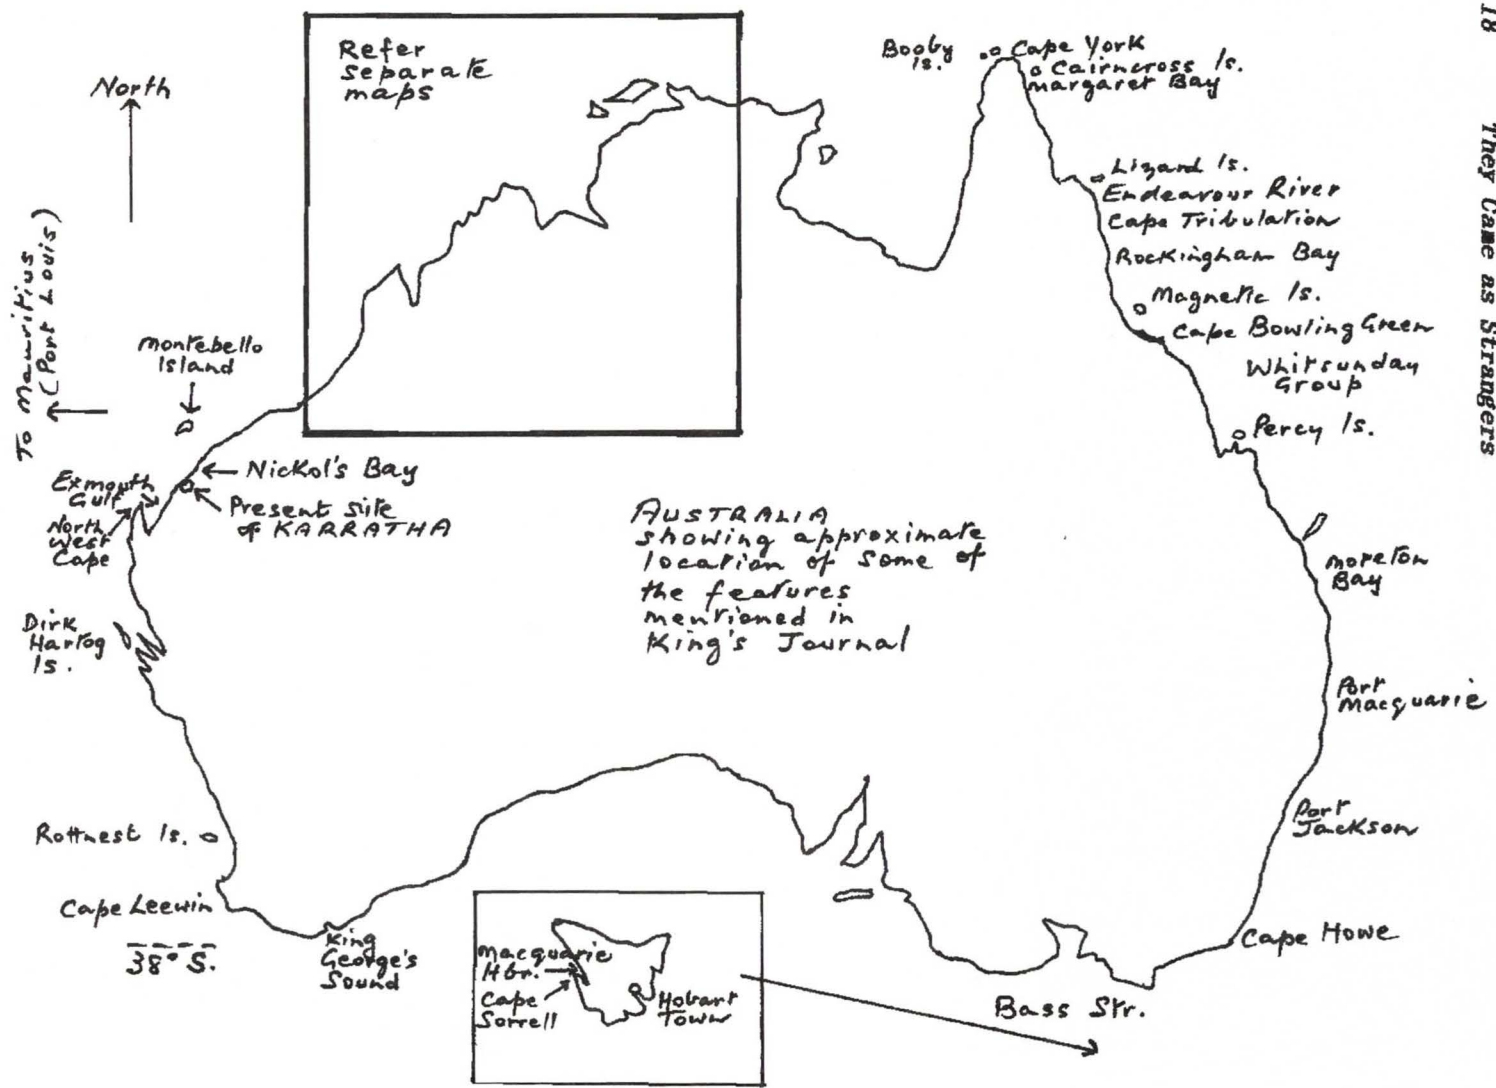 18 They Came as Strangers
Refer
separate
maps
North
Booby
Is.
Cape York
Cairncross Is.
Margaret Bay
Lizard Is.
Endeavour River
Cape Tribulation
Rockingham Bay
Magnetic Is.
Cape Bowling Green
Whitsunday
Group
Percy Is.
Moreton
Bay
Port
Macquarie
Port
Jackson
Cape Howe
Bass Str.
To Mauritius
(Port Louis)
Montebello
Island
Nickol's Bay
Present site
of KARRATHA
Exmouth
Gulf
North
West
Cape
Dirk
Hartog
Is.
AUSTRALIA
showing approximate
location of some of
the features
mentioned in
King's Journal
Rottnest Is.
Cape Leewin
38° S.
King
George's
Sound
Macquarie
Hbr.
Cape
Sorrell
Hobart
Town